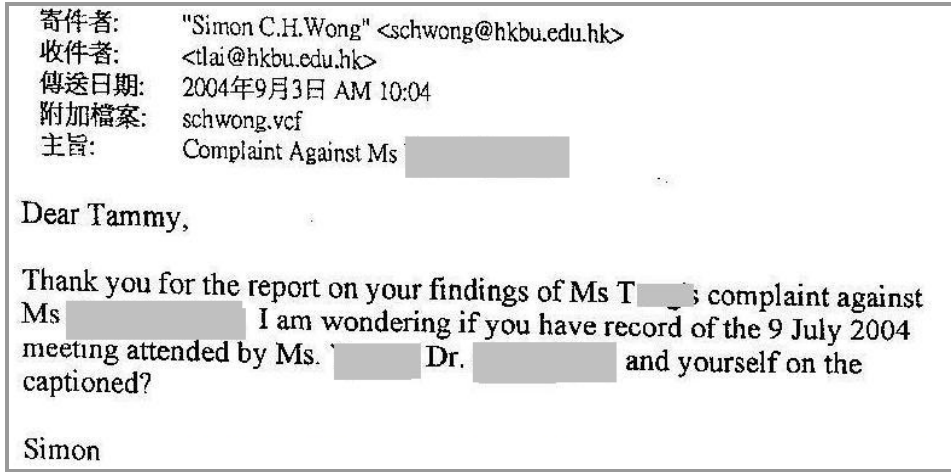 寄件者: "Simon C.H.Wong" <schwong@hkbu.edu.hk>
收件者: <tlai@hkbu.edu.hk>
傳送日期: 2004年9月3日 AM 10:04
附加檔案: schwong.vcf
主旨: Complaint Against Ms
Dear Tammy,
Thank you for the report on your findings of Ms T s complaint against
Ms I am wondering if you have record of the 9 July 2004
meeting attended by Ms. Dr. and yourself on the
captioned?
Simon